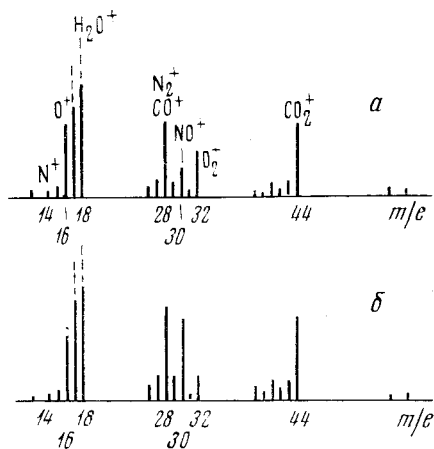 H₂O⁺
N₂⁺
O⁺ CO⁺ CO₂⁺ а
NO⁺
N⁺ O₂⁺
14 18 28 32 44 m/e
16 30
б
14 18 28 32 44 m/e
16 30